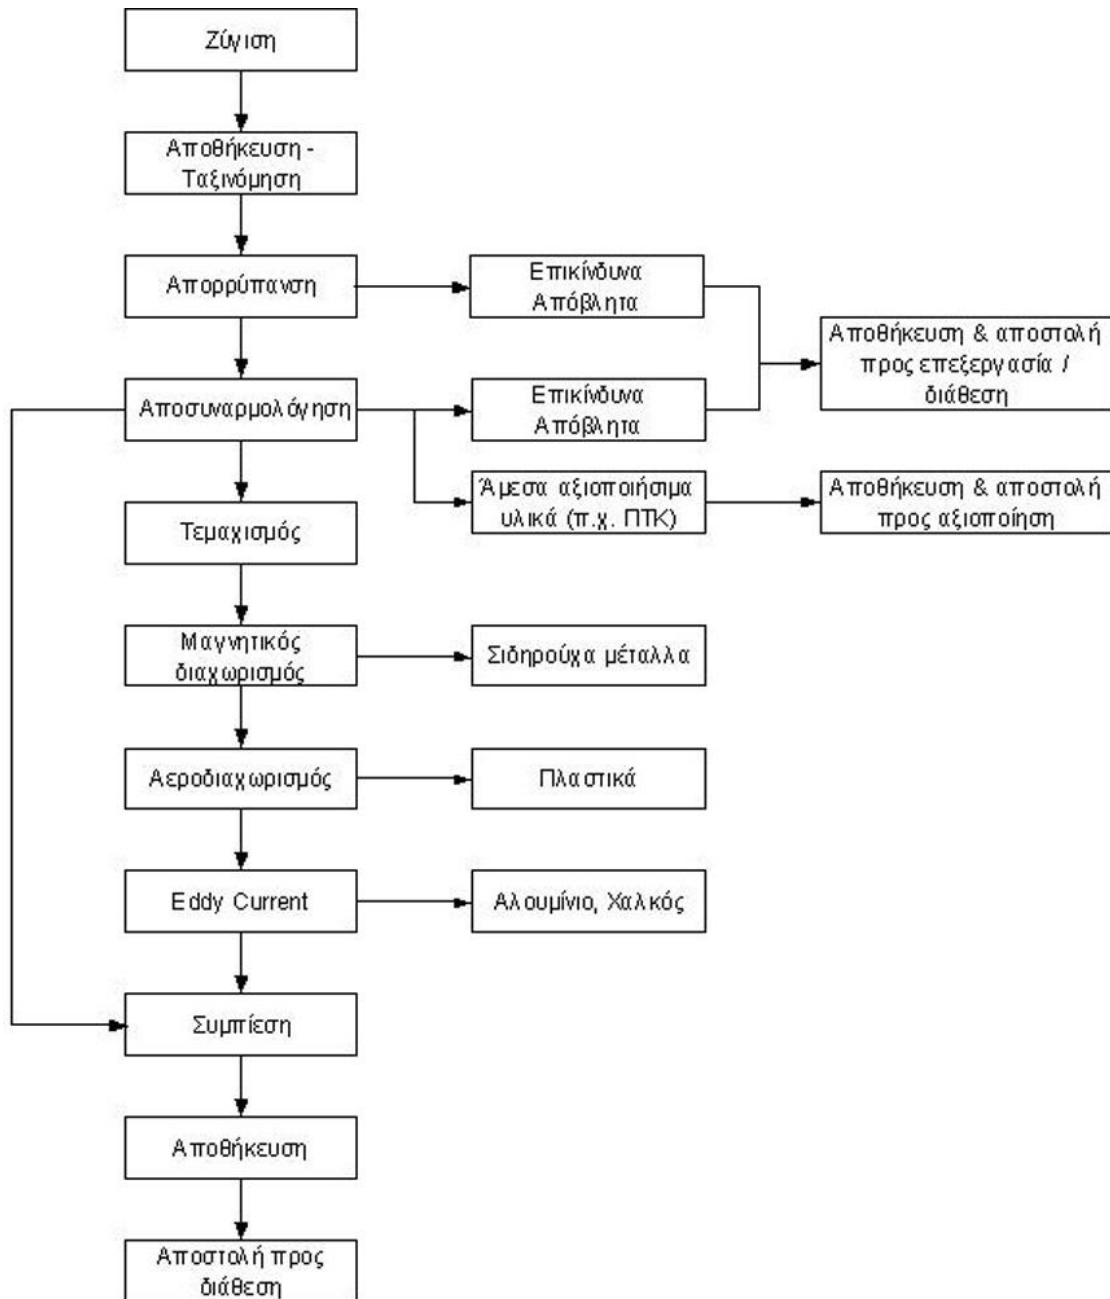 Ζύγιση
Αποθήκευση -
Ταξινόμηση
Απορρύπανση
Επικίνδυνα
Απόβλητα
Αποθήκευση & αποστολή
προς επεξεργασία /
διάθεση
Αποσυναρμολόγηση
Επικίνδυνα
Απόβλητα
Άμεσα αξιοποιήσιμα
υλικά (π.χ. ΠΤΚ)
Αποθήκευση & αποστολή
προς αξιοποίηση
Τεμαχισμός
Μαγνητικός
διαχωρισμός
Σιδηρούχα μέταλλα
Αεροδιαχωρισμός
Πλαστικά
Eddy Current
Αλουμίνιο, Χαλκός
Συμπίεση
Αποθήκευση
Αποστολή προς
διάθεση